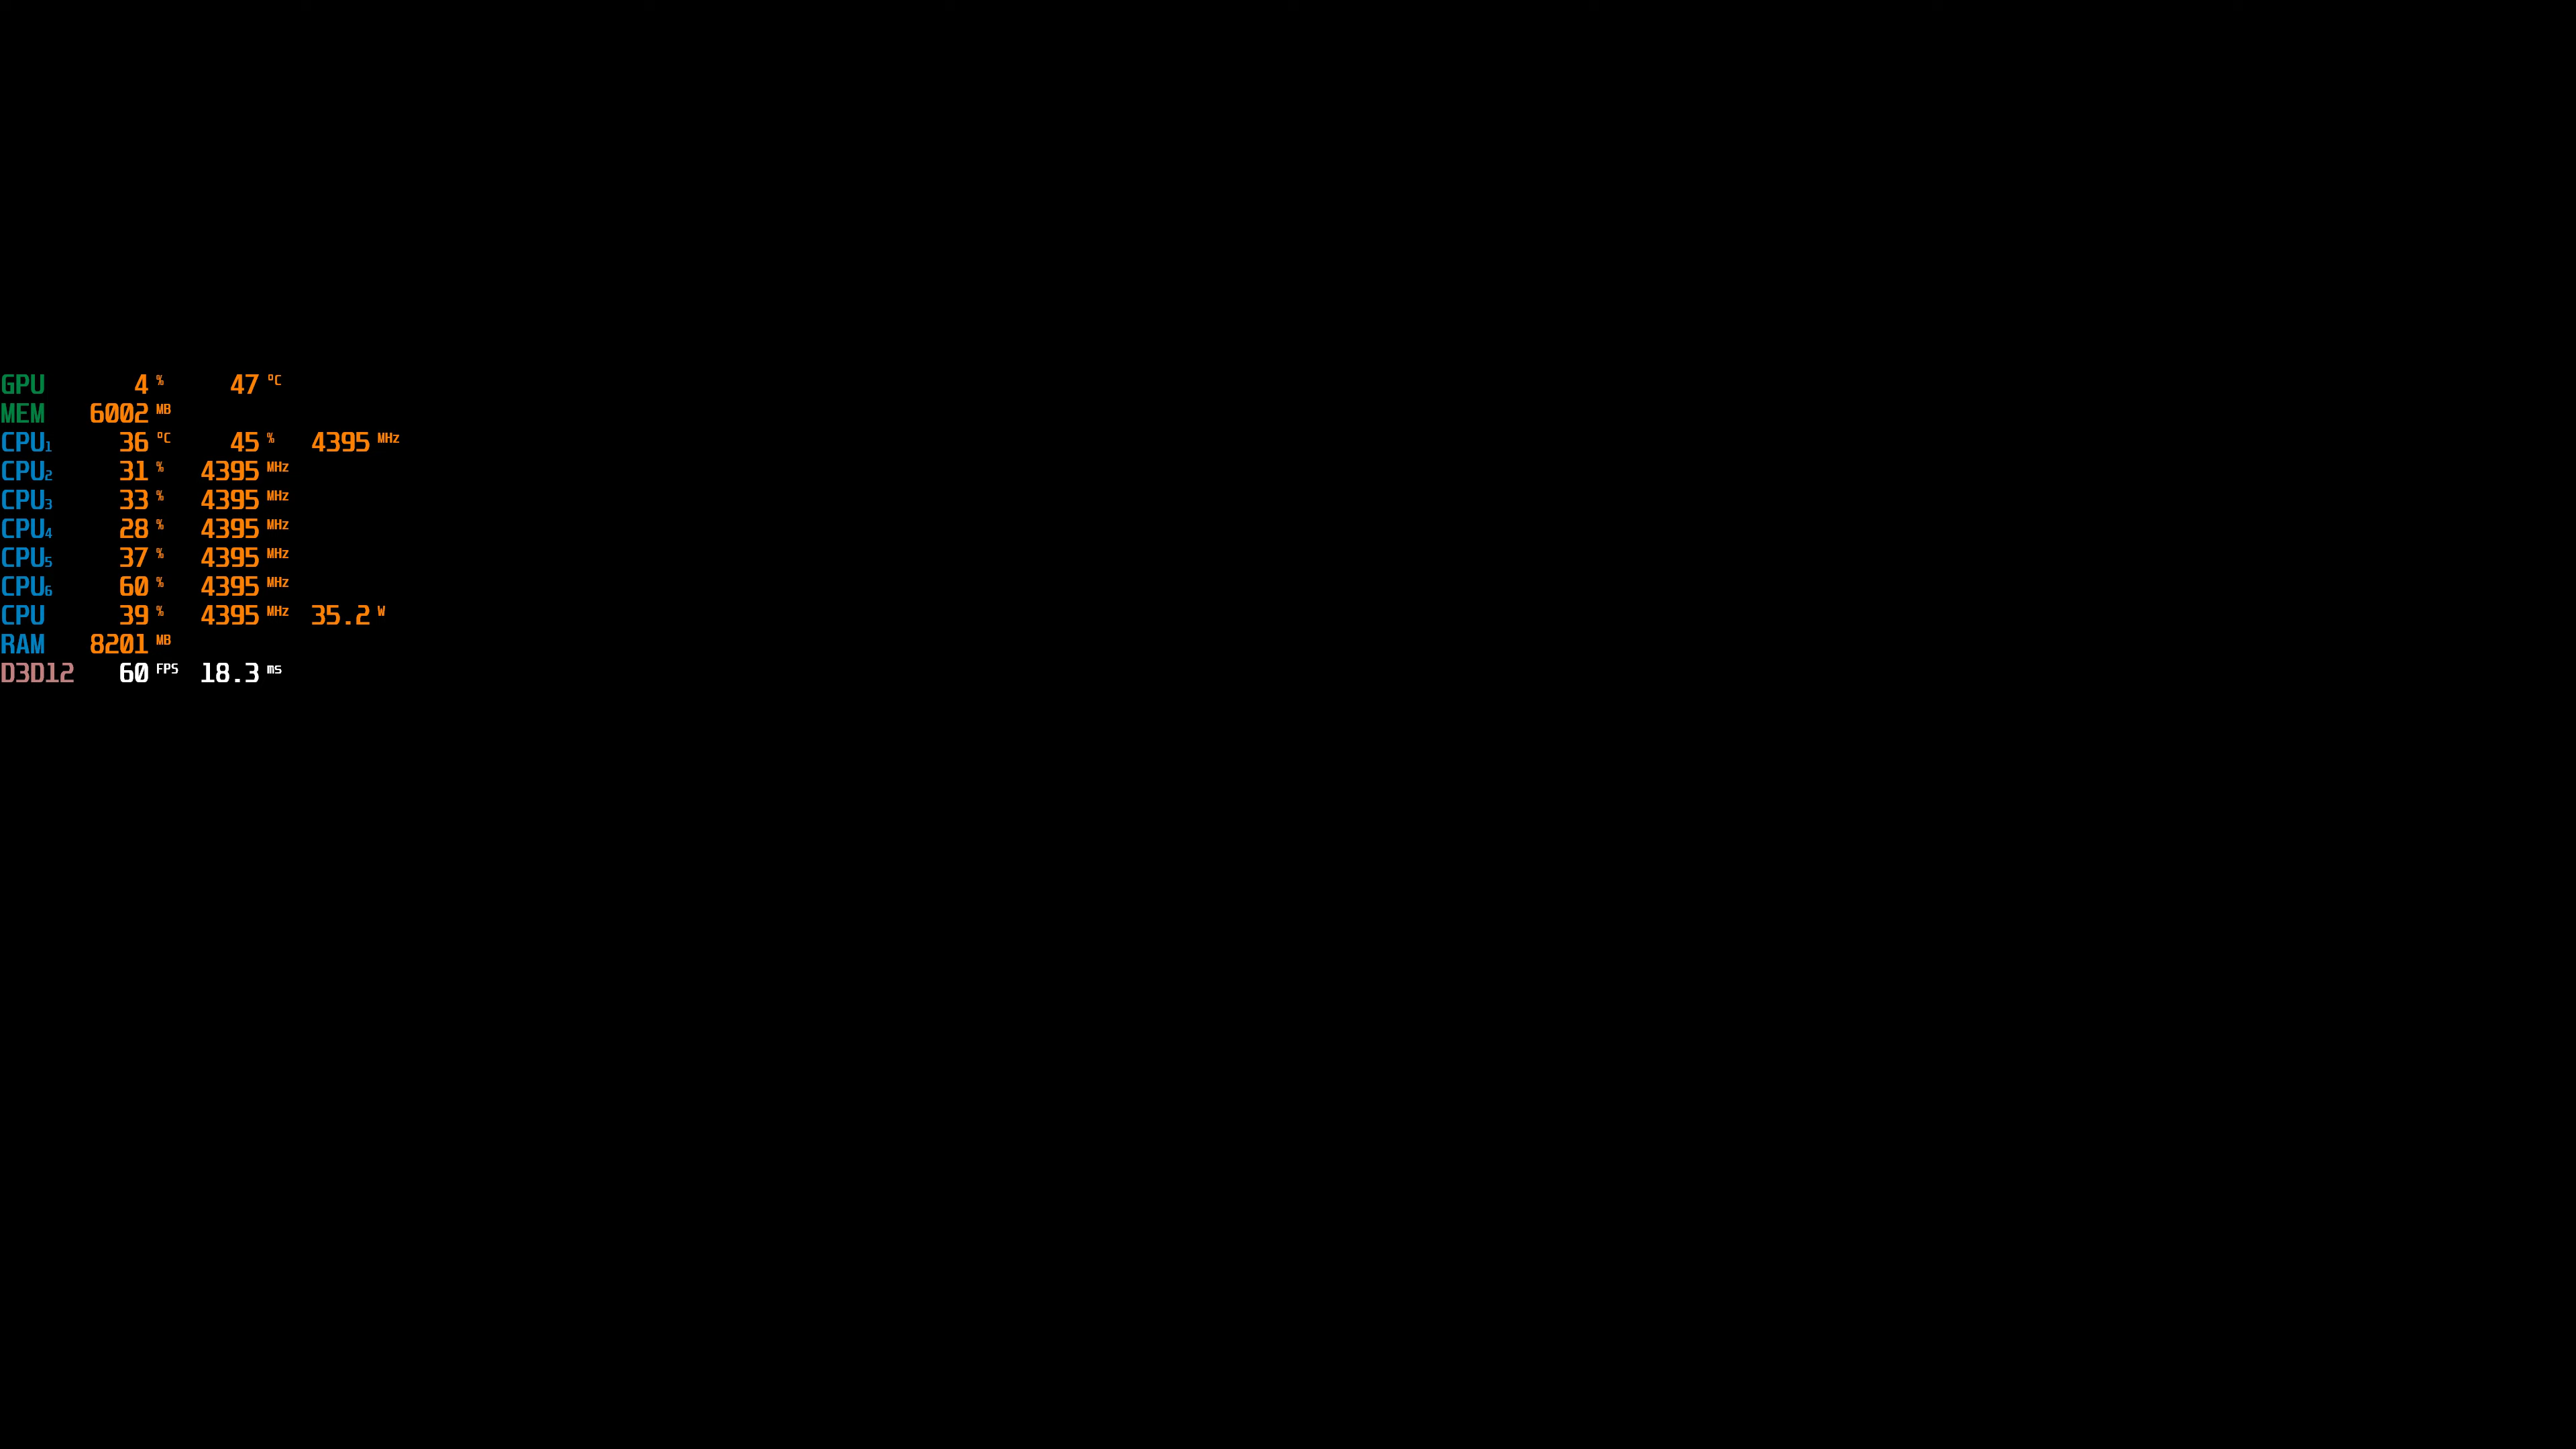 GPU 4 % 47 °C
MEM 6002 MB
CPU1 36 °C 45 % 4395 MHz
CPU2 31 % 4395 MHz
CPU3 33 % 4395 MHz
CPU4 28 % 4395 MHz
CPU5 37 % 4395 MHz
CPU6 60 % 4395 MHz
CPU 39 % 4395 MHz 35.2 W
RAM 8201 MB
D3D12 60 FPS 18.3 ms